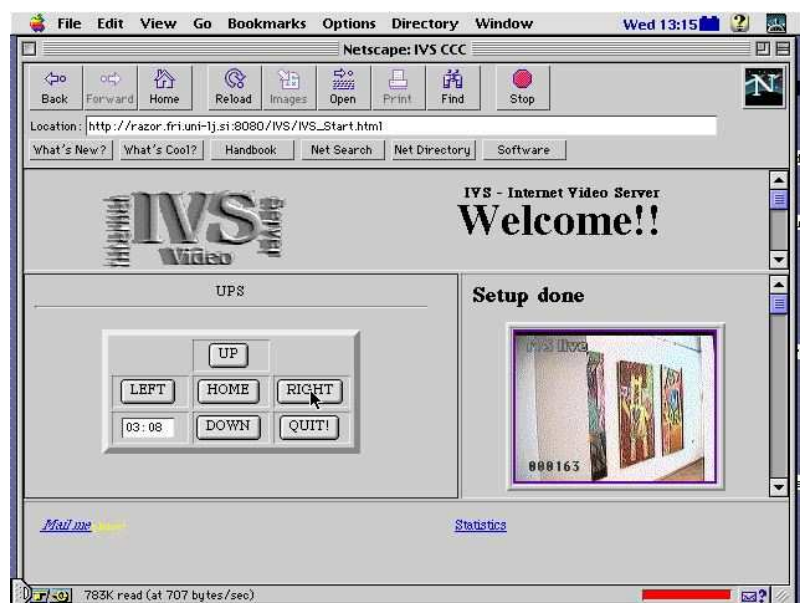 File Edit View Go Bookmarks Options Directory Window Wed 13:15
Netscape: IVS CCC
Back Forward Home Reload Images Open Print Find Stop
N
Location: http://razor.fri.uni-lj.si:8080/IVS/IVS_Start.html
What's New? What's Cool? Handbook Net Search Net Directory Software
IVS
Video
IVS - Internet Video Server
Welcome!!
UPS
UP
LEFT HOME RIGHT
03:08 DOWN QUIT!
Setup done
IVS live
000163
Mail me
Statistics
783K read (at 707 bytes/sec)